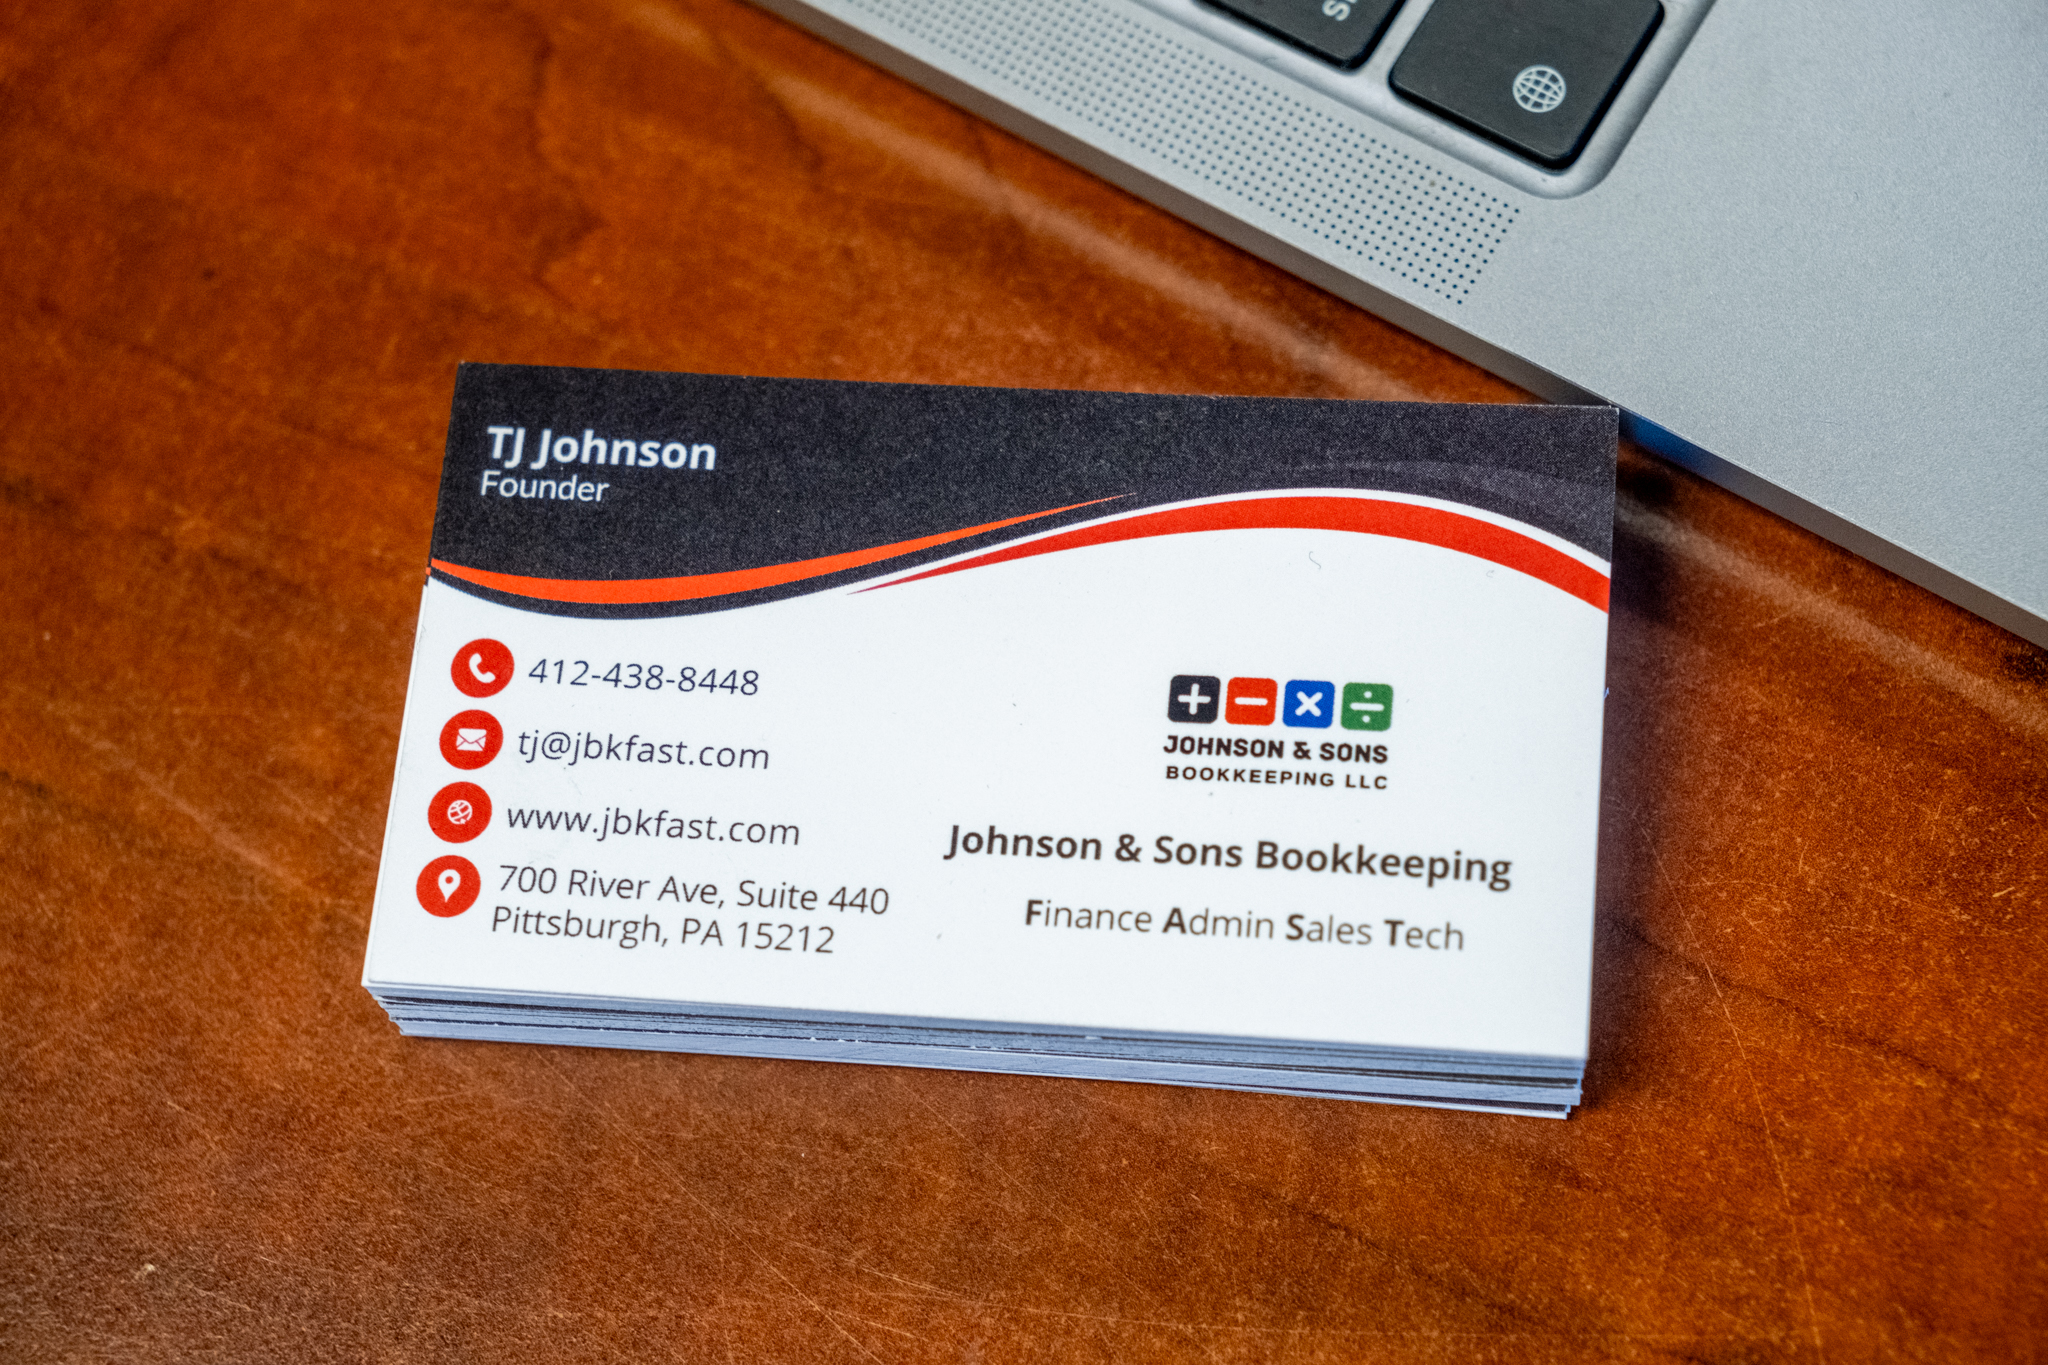 TJ Johnson
Founder
412-438-8448
tj@jbkfast.com
www.jbkfast.com
700 River Ave, Suite 440
Pittsburgh, PA 15212
JOHNSON & SONS
BOOKKEEPING LLC
Johnson & Sons Bookkeeping
Finance Admin Sales Tech